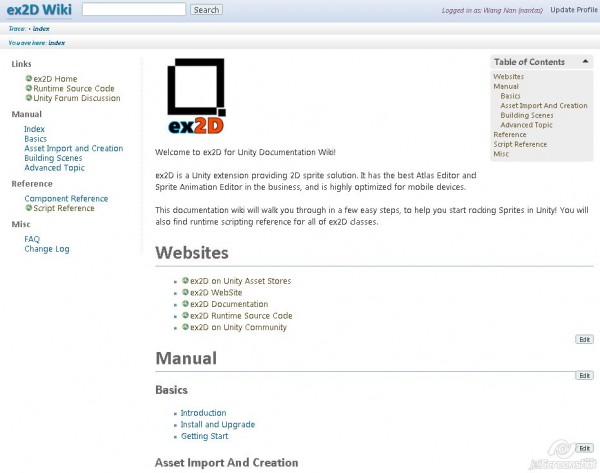 ex2D Wiki
Search
Logged in as: Wang Nan (nantas)
Update Profile
Trace: • index
You are here: index
Links
ex2D Home
Runtime Source Code
Unity Forum Discussion
Manual
Index
Basics
Asset Import and Creation
Building Scenes
Advanced Topic
Reference
Component Reference
Script Reference
Misc
FAQ
Change Log
ex2D
Table of Contents
Websites
Manual
Basics
Asset Import And Creation
Building Scenes
Advanced Topic
Reference
Script Reference
Misc
Welcome to ex2D for Unity Documentation Wiki!
ex2D is a Unity extension providing 2D sprite solution. It has the best Atlas Editor and
Sprite Animation Editor in the business, and is highly optimized for mobile devices.
This documentation wiki will walk you through in a few easy steps, to help you start rocking Sprites in Unity! You will
also find runtime scripting reference for all of ex2D classes.
Websites
ex2D on Unity Asset Stores
ex2D WebSite
ex2D Documentation
ex2D Runtime Source Code
ex2D on Unity Community
Edit
Manual
Edit
Basics
Introduction
Install and Upgrade
Getting Start
Edit
Asset Import And Creation